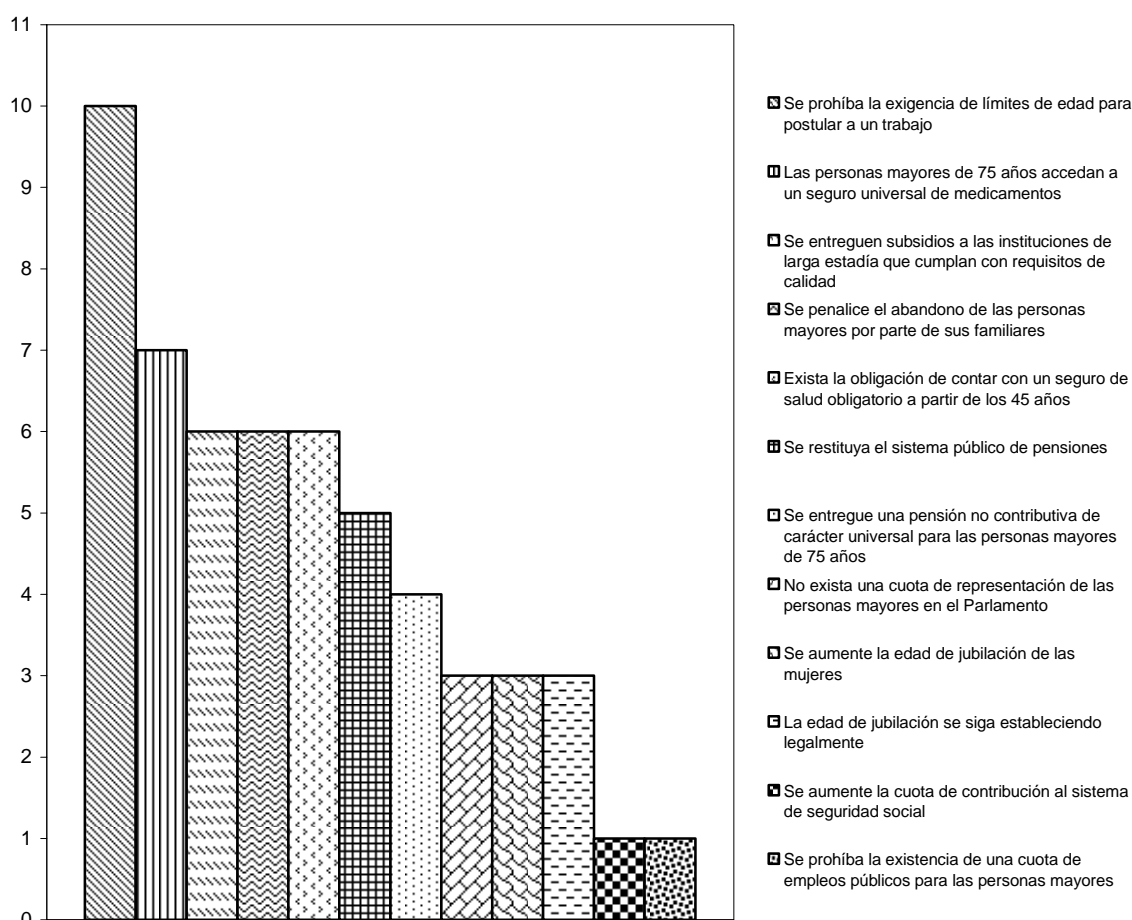 11
10
9
8
7
6
5
4
3
2
1
0
Se prohíba la exigencia de límites de edad para
postular a un trabajo
Las personas mayores de 75 años accedan a
un seguro universal de medicamentos
Se entreguen subsidios a las instituciones de
larga estadía que cumplan con requisitos de
calidad
Se penalice el abandono de las personas
mayores por parte de sus familiares
Exista la obligación de contar con un seguro de
salud obligatorio a partir de los 45 años
Se restituya el sistema público de pensiones
Se entregue una pensión no contributiva de
carácter universal para las personas mayores
de 75 años
No exista una cuota de representación de las
personas mayores en el Parlamento
Se aumente la edad de jubilación de las
mujeres
La edad de jubilación se siga estableciendo
legalmente
Se aumente la cuota de contribución al sistema
de seguridad social
Se prohíba la existencia de una cuota de
empleos públicos para las personas mayores